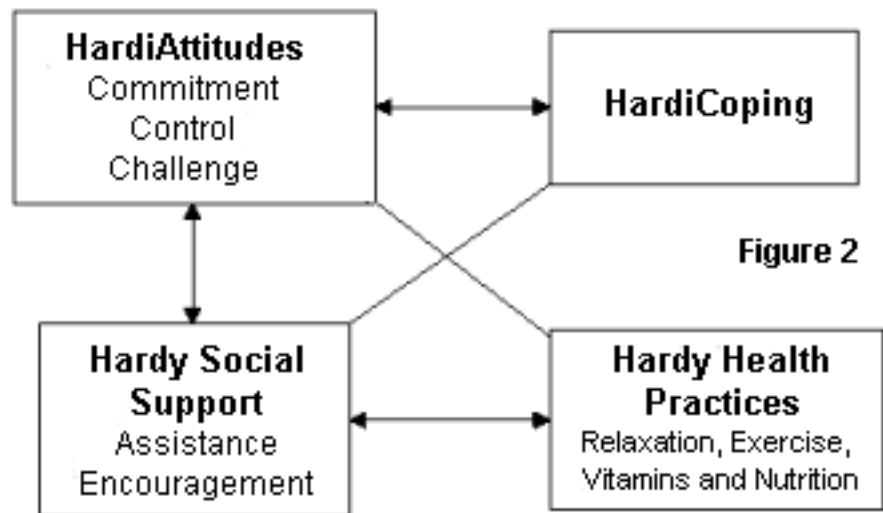 HardiAttitudes
Commitment
Control
Challenge
HardiCoping
Figure 2
Hardy Social
Support
Assistance
Encouragement
Hardy Health
Practices
Relaxation, Exercise,
Vitamins and Nutrition